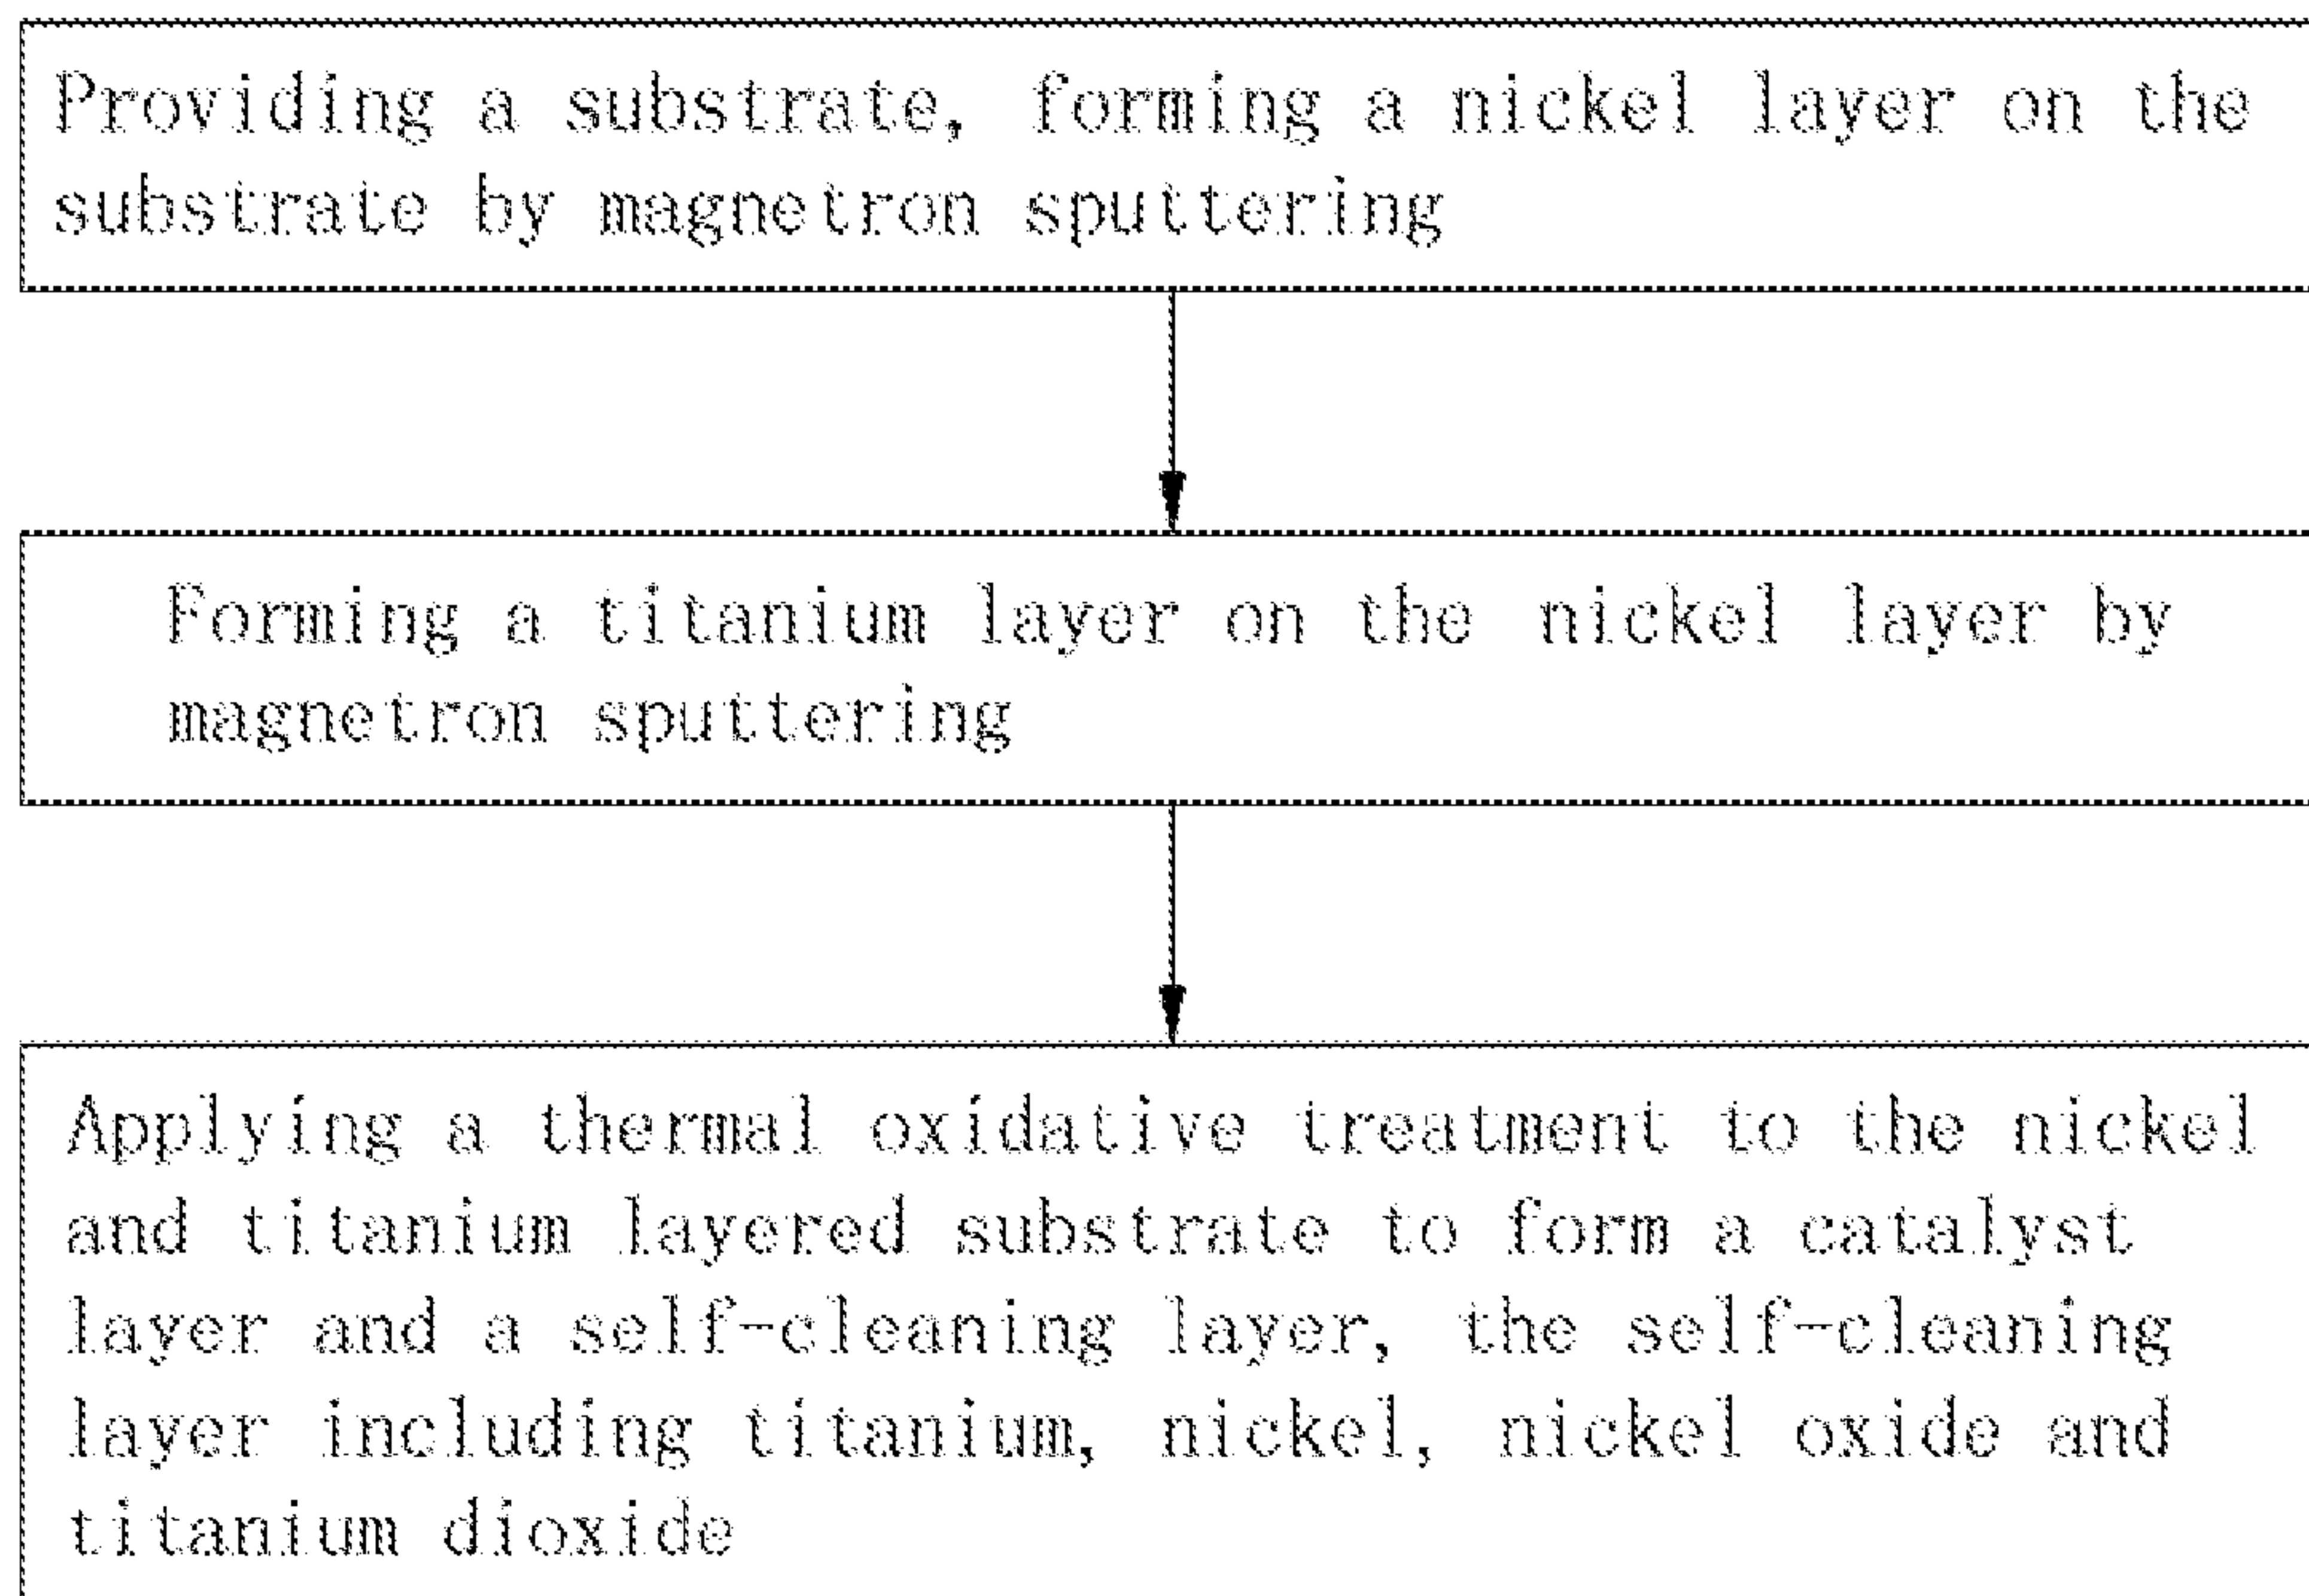 Providing a substrate, forming a nickel layer on the
substrate by magnetron sputtering
Forming a titanium layer on the nickel layer by
magnetron sputtering
Applying a thermal oxidative treatment to the nickel
and titanium layered substrate to form a catalyst
layer and a self-cleaning layer, the self-cleaning
layer including titanium, nickel, nickel oxide and
titanium dioxide